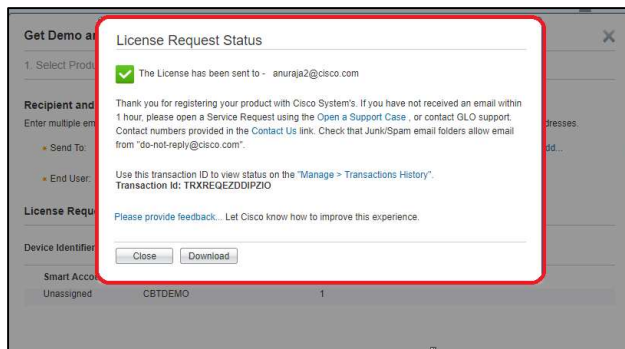 Get Demo an
License Request Status
1. Select Produ
The License has been sent to - anuraja2@cisco.com
Recipient and
Thank you for registering your product with Cisco System's. If you have not received an email within
Enter multiple em
1 hour, please open a Service Request using the Open a Support Case , or contact GLO support.
dresses.
Contact numbers provided in the Contact Us link. Check that Junk/Spam email folders allow email
Send To:
from "do-not-reply@cisco.com".
dd...
End User:
Use this transaction ID to view status on the "Manage > Transactions History".
Transaction Id: TRXREQEZDDIPZIO
License Reque
Please provide feedback... Let Cisco know how to improve this experience.
Device Identifier
Close Download
Smart Accou
Unassigned CBTDEMO 1